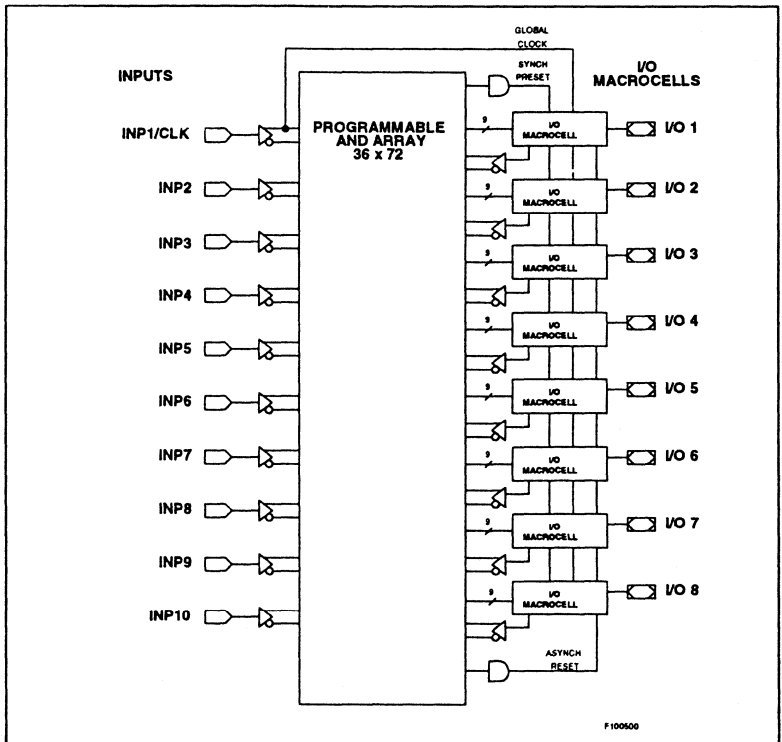 GLOBAL
CLOCK
SYNCH
PRESET
INPUTS
I/O
MACROCELLS
PROGRAMMABLE
AND ARRAY
36 x 72
INP1/CLK
9
I/O
MACROCELL
I/O 1
INP2
9
I/O
MACROCELL
I/O 2
INP3
9
I/O
MACROCELL
I/O 3
INP4
9
I/O
MACROCELL
I/O 4
INP5
9
I/O
MACROCELL
I/O 5
INP6
9
I/O
MACROCELL
I/O 6
INP7
9
I/O
MACROCELL
I/O 7
INP8
9
I/O
MACROCELL
I/O 8
INP9
INP10
ASYNCH
RESET
F100500